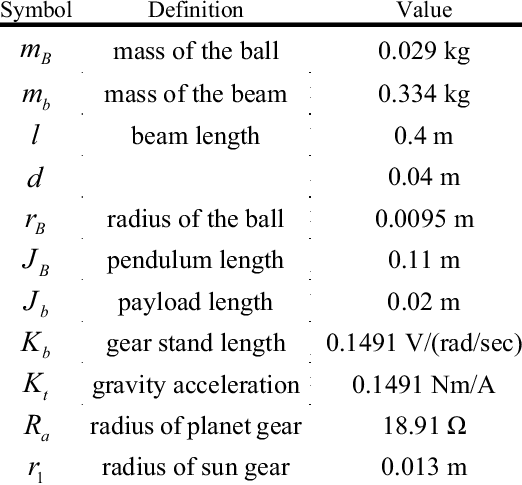 Symbol Definition Value
m_B mass of the ball 0.029 kg
m_b mass of the beam 0.334 kg
l beam length 0.4 m
d 0.04 m
r_B radius of the ball 0.0095 m
J_B pendulum length 0.11 m
J_b payload length 0.02 m
K_b gear stand length 0.1491 V/(rad/sec)
K_t gravity acceleration 0.1491 Nm/A
R_a radius of planet gear 18.91 Ω
r_1 radius of sun gear 0.013 m